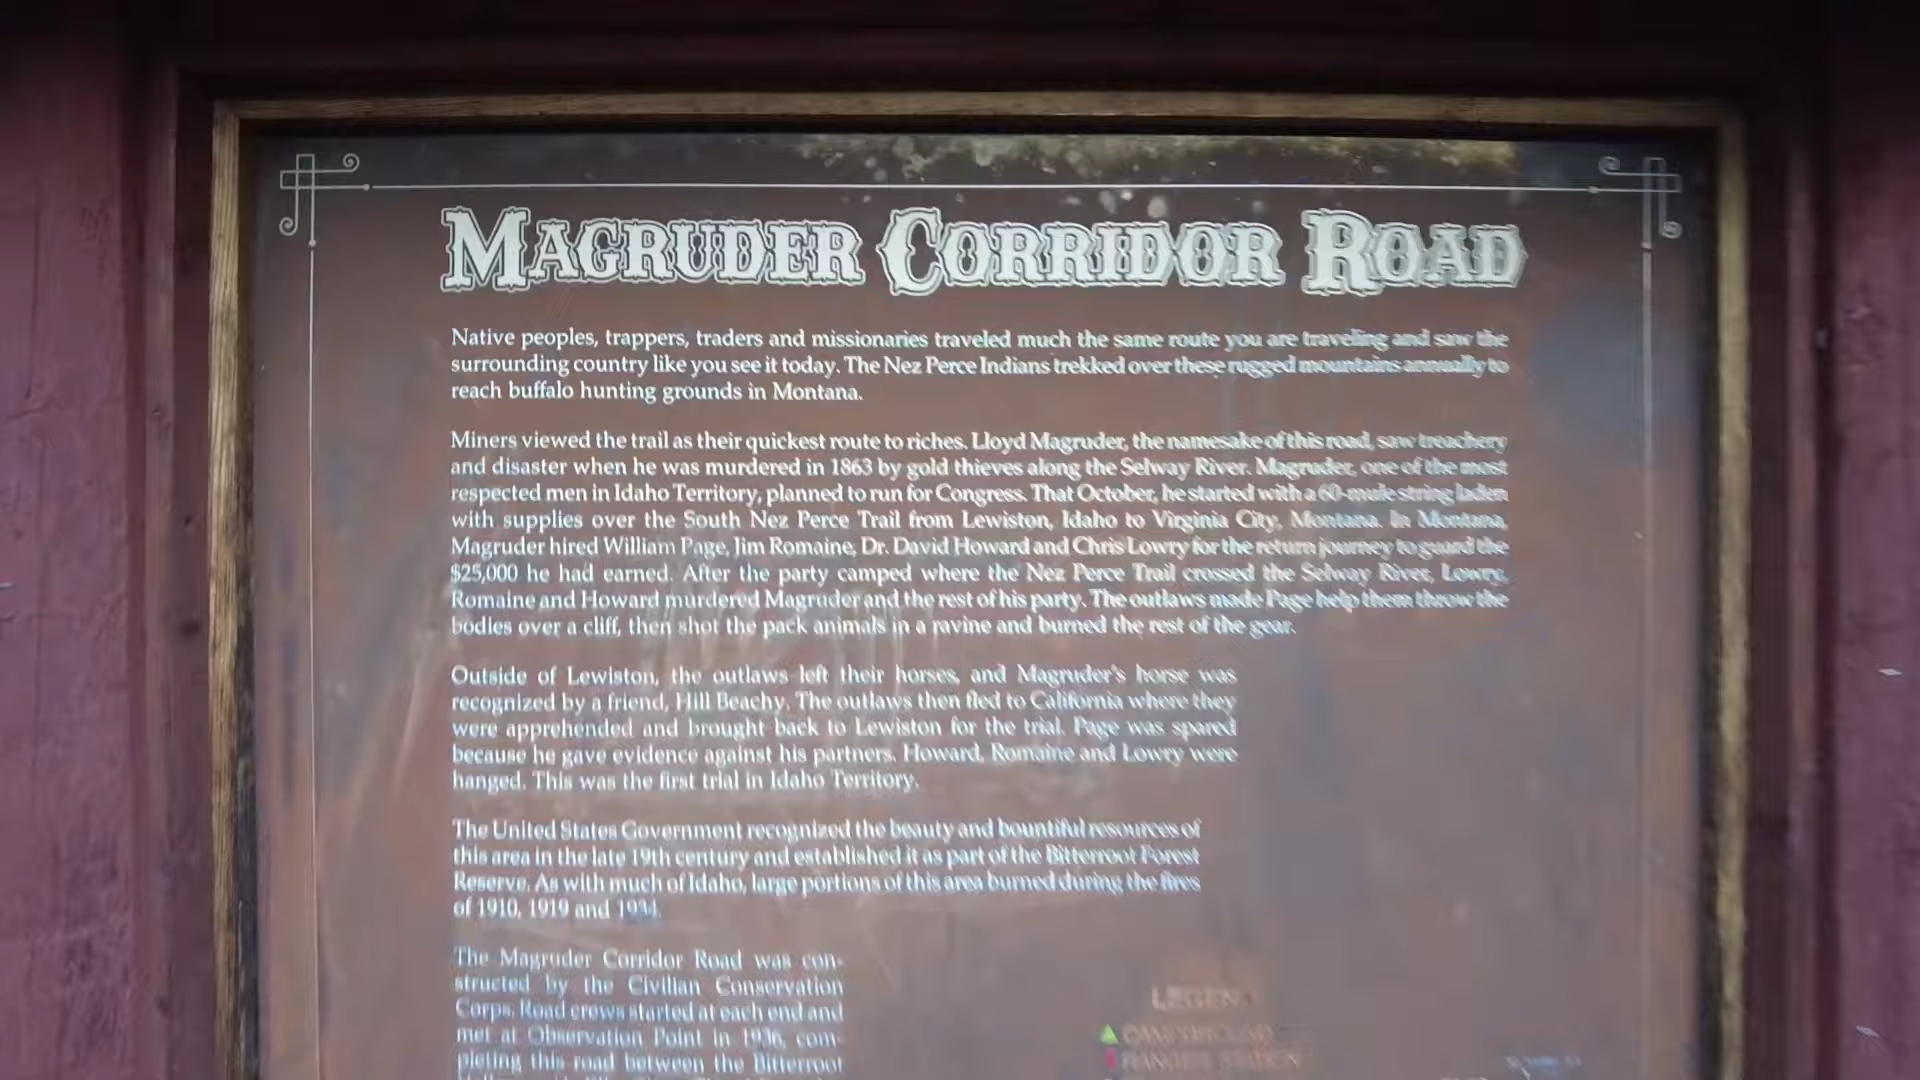 MAGRUDER CORRIDOR ROAD
Native peoples, trappers, traders and missionaries traveled much the same route you are traveling and saw the
surrounding country like you see it today. The Nez Perce Indians trekked over these rugged mountains annually to
reach buffalo hunting grounds in Montana.
Miners viewed the trail as their quickest route to riches. Lloyd Magruder, the namesake of this road, saw treachery
and disaster when he was murdered in 1863 by gold thieves along the Selway River. Magruder, one of the most
respected men in Idaho Territory, planned to run for Congress. That October, he started with a 60-mule string laden
with supplies over the South Nez Perce Trail from Lewiston, Idaho to Virginia City, Montana. In Montana,
Magruder hired William Page, Jim Romaine, Dr. David Howard and Chris Lowry for the return journey to guard the
$25,000 he had earned. After the party camped where the Nez Perce Trail crossed the Selway River, Lowry,
Romaine and Howard murdered Magruder and the rest of his party. The outlaws made Page help them throw the
bodies over a cliff, then shot the pack animals in a ravine and burned the rest of the gear.
Outside of Lewiston, the outlaws left their horses, and Magruder's horse was
recognized by a friend, Hill Beachy. The outlaws then fled to California where they
were apprehended and brought back to Lewiston for the trial. Page was spared
because he gave evidence against his partners. Howard, Romaine and Lowry were
hanged. This was the first trial in Idaho Territory.
The United States Government recognized the beauty and bountiful resources of
this area in the late 19th century and established it as part of the Bitterroot Forest
Reserve. As with much of Idaho, large portions of this area burned during the fires
of 1910, 1919 and 1934.
The Magruder Corridor Road was con-
structed by the Civilian Conservation
Corps. Road crews started at each end and
met at Observation Point in 1936, com-
pleting this road between the Bitterroot
LEGEND
CAMPGROUND
RANGER STATION